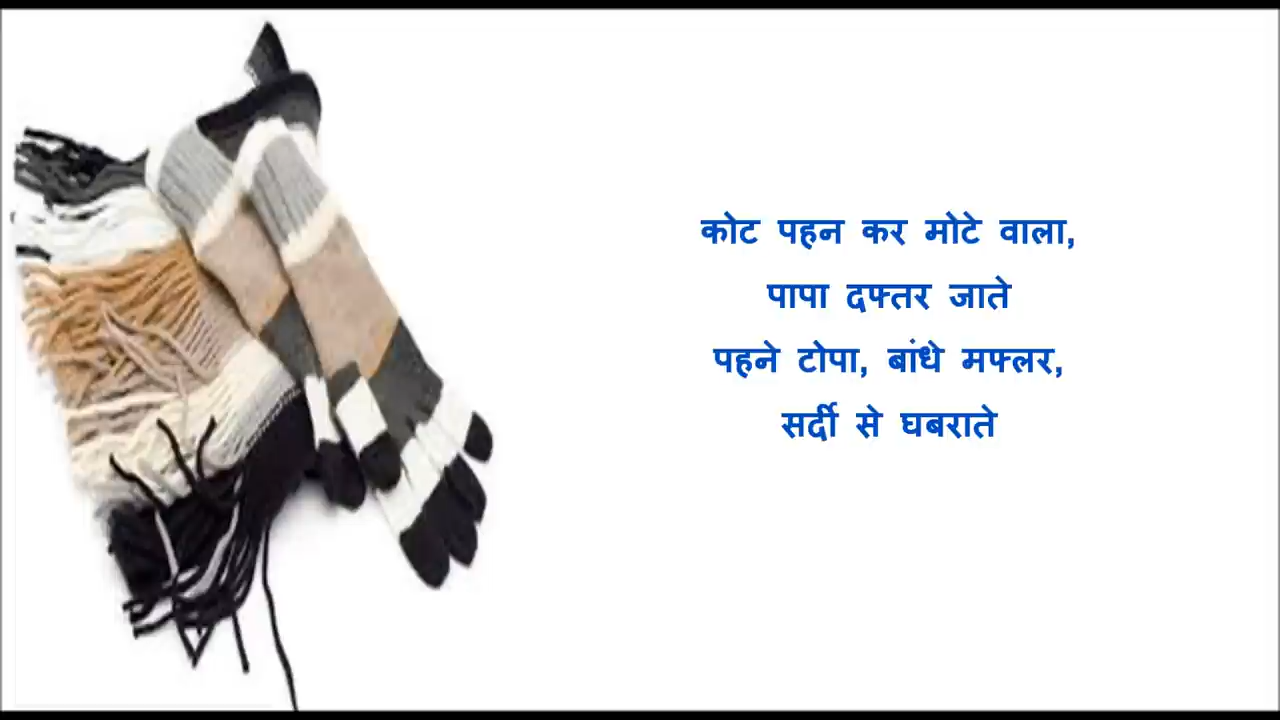 कोट पहन कर मोटे वाला,
पापा दफ्तर जाते
पहने टोपा, बांधे मफ्लर,
सर्दी से घबराते